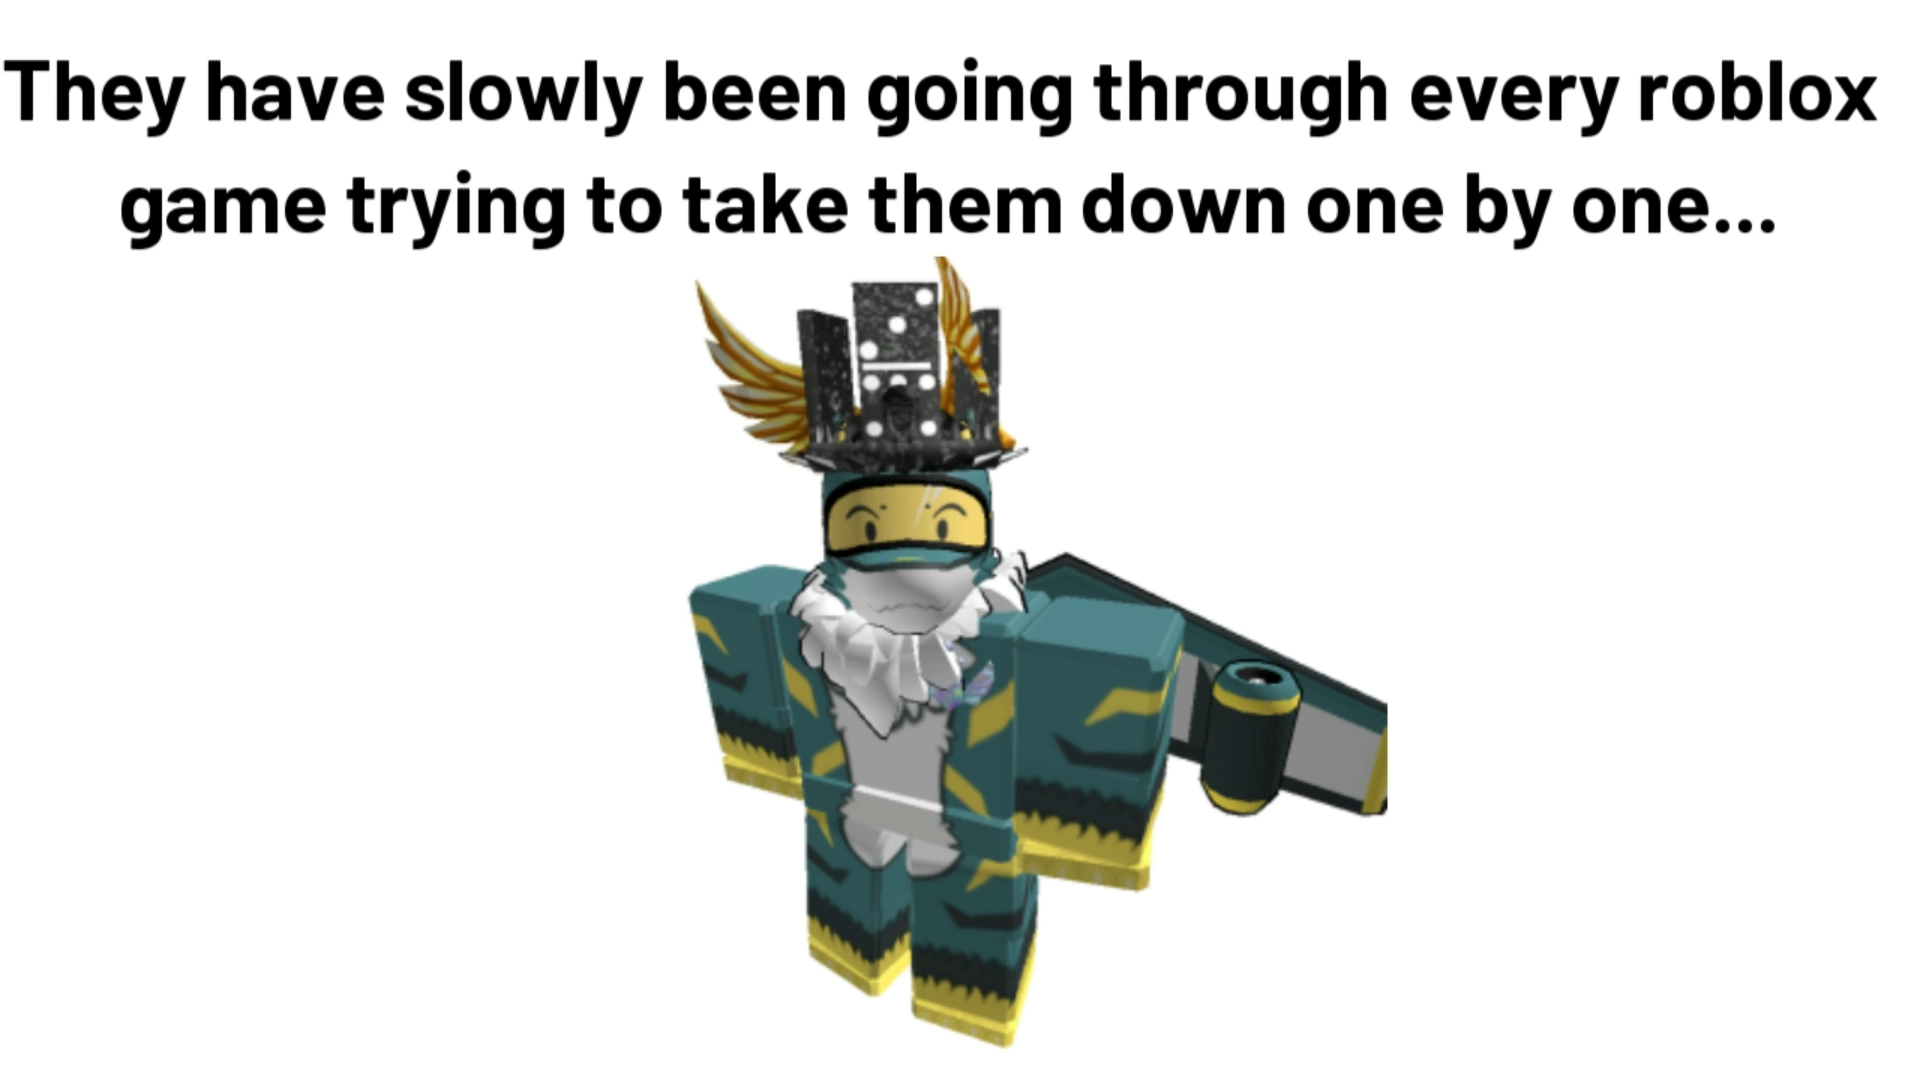 They have slowly been going through every roblox
game trying to take them down one by one...